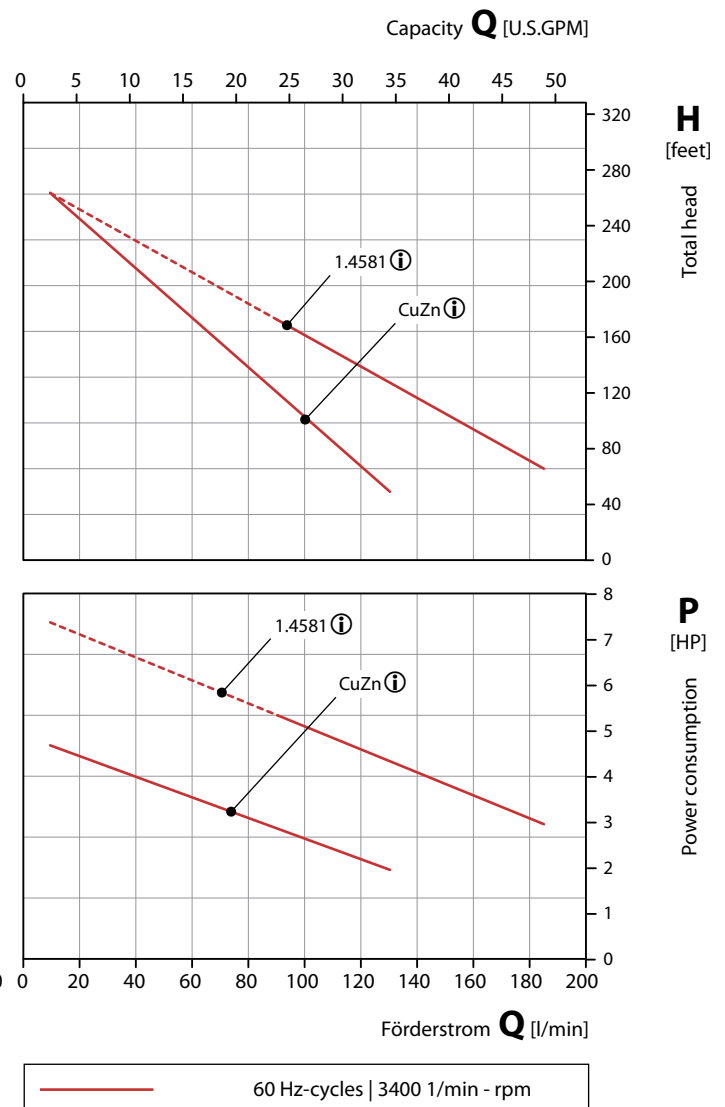 Capacity Q [U.S.GPM]
0 5 10 15 20 25 30 35 40 45 50
320
H
[feet]
280
Total head
240
1.4581 ⓘ
200
CuZn ⓘ
160
120
80
40
0
8
P
[HP]
1.4581 ⓘ
7
CuZn ⓘ
6
Power consumption
5
4
3
2
1
0
0 0 20 40 60 80 100 120 140 160 180 200
Förderstrom Q [l/min]
60 Hz-cycles | 3400 1/min - rpm